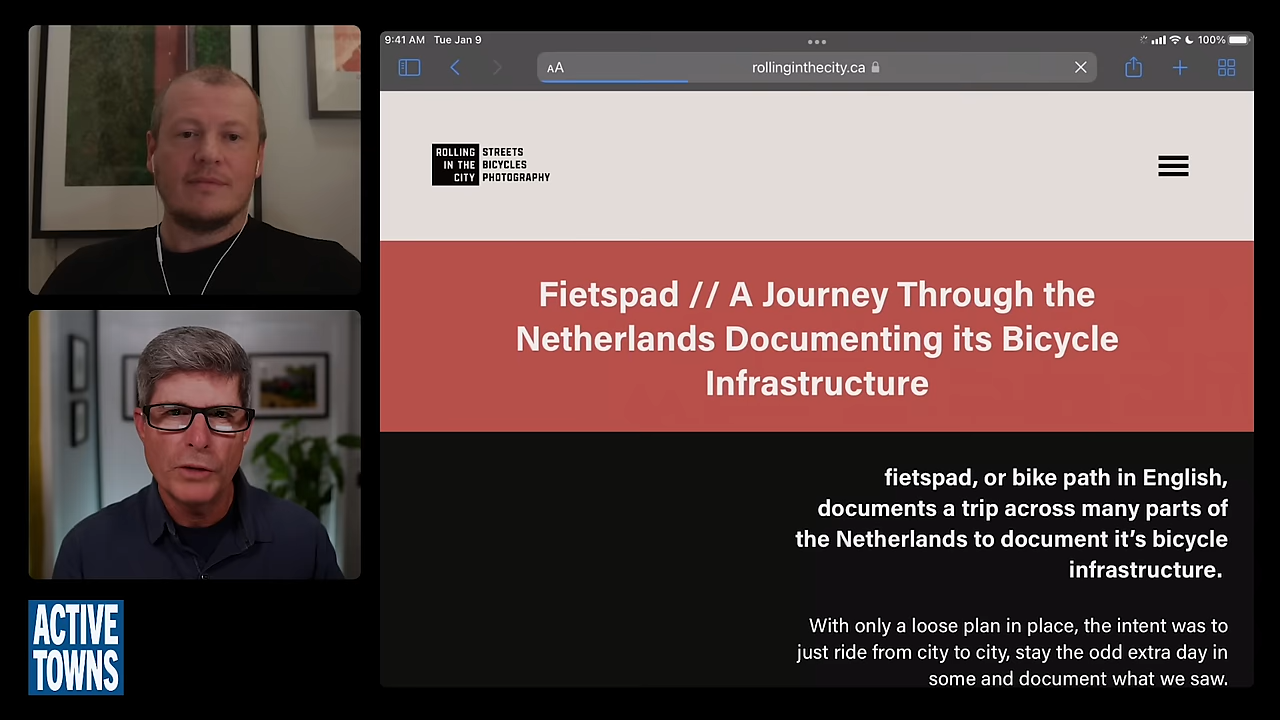 9:41 AM Tue Jan 9
100%
AA
rollinginthecity.ca
ROLLING IN THE CITY
STREETS BICYCLES PHOTOGRAPHY
Fietspad // A Journey Through the
Netherlands Documenting its Bicycle
Infrastructure
fietspad, or bike path in English,
documents a trip across many parts of
the Netherlands to document it’s bicycle
infrastructure.
With only a loose plan in place, the intent was to
just ride from city to city, stay the odd extra day in
some and document what we saw.
ACTIVE
TOWNS